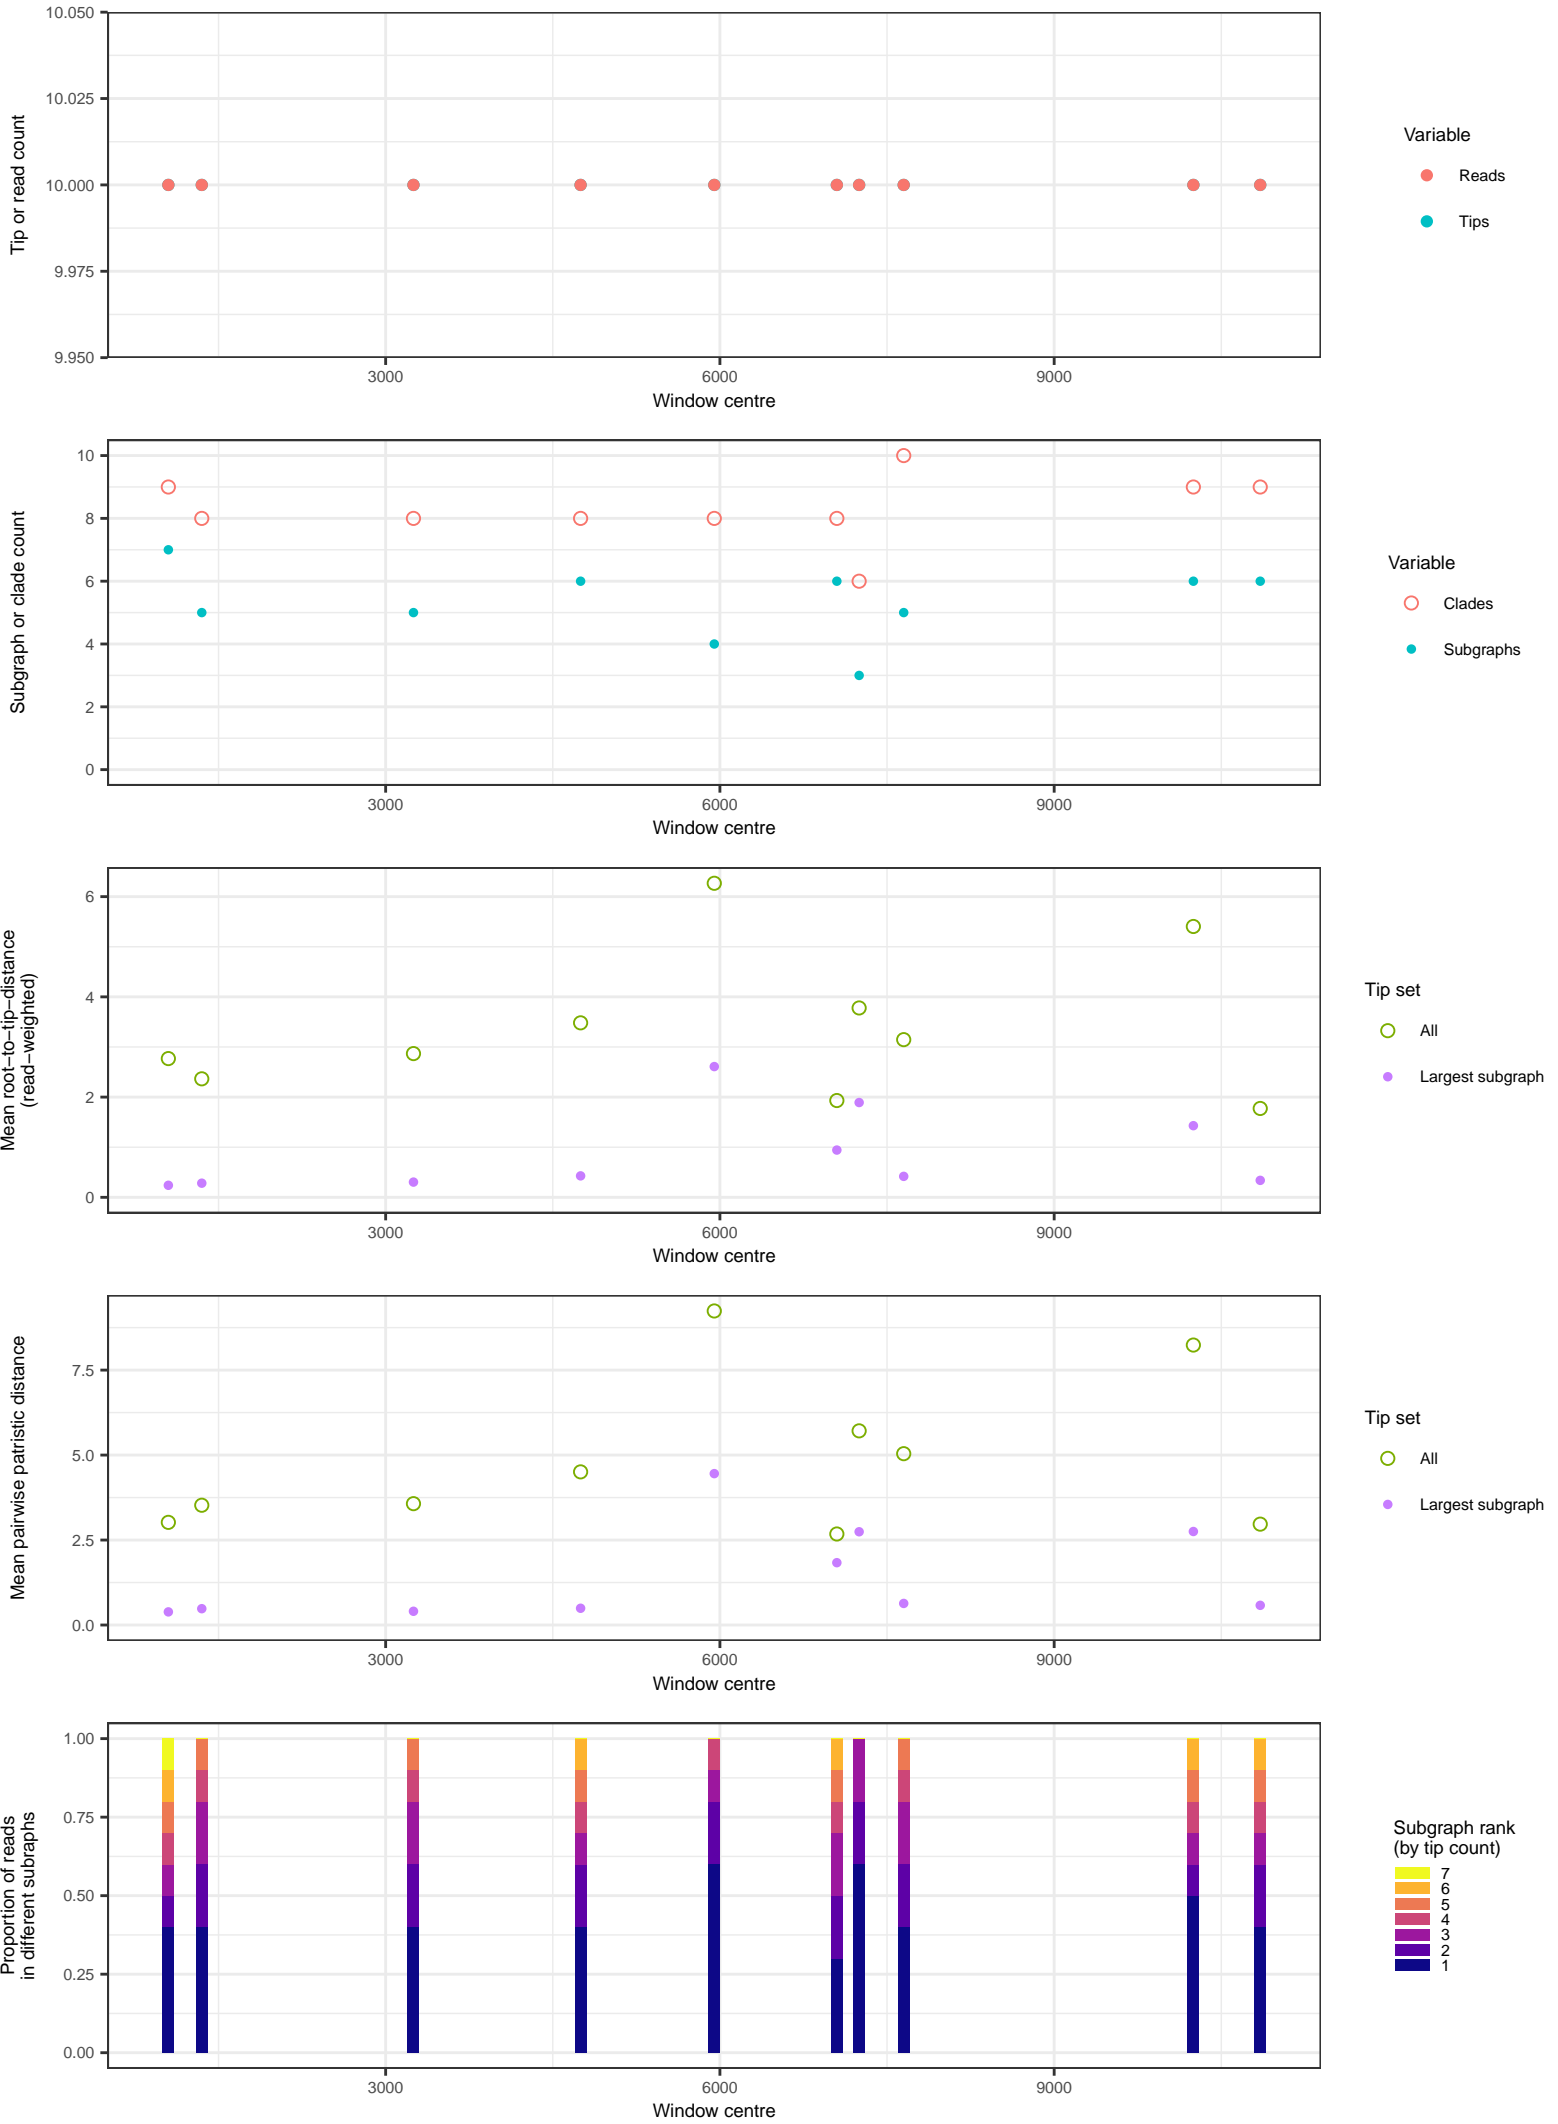 10.050
10.025
10.000
9.975
9.950
Tip or read count
3000
6000
9000
Window centre
Variable
Reads
Tips
10
8
6
4
2
0
Subgraph or clade count
3000
6000
9000
Window centre
Variable
Clades
Subgraphs
6
4
2
0
Mean root−to−tip−distance
(read−weighted)
3000
6000
9000
Window centre
Tip set
All
Largest subgraph
7.5
5.0
2.5
0.0
Mean pairwise patristic distance
3000
6000
9000
Window centre
Tip set
All
Largest subgraph
1.00
0.75
0.50
0.25
0.00
Proportion of reads
in different subraphs
3000
6000
9000
Window centre
Subgraph rank
(by tip count)
7
6
5
4
3
2
1